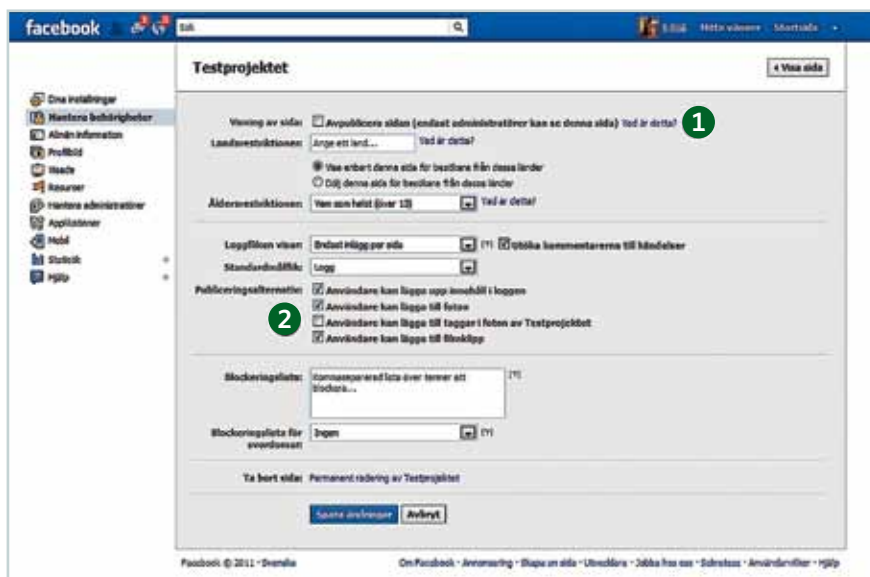 facebook
Sök
Hitta vänner Startsida
Testprojektet
Visa sida
Dina inställningar
Hantera behörigheter
Allmän information
Profilbild
Visade
Resurser
Hantera administratörer
Applikationer
Mobil
Statistik
Hjälp
Visning av sida: Avpublicera sidan (endast administratörer kan se denna sida) Vad är detta?
1
Landsrestriktioner: Ange ett land... Vad är detta?
Visa enbart denna sida för besökare från dessa länder
Dölj denna sida för besökare från dessa länder
Åldersrestriktioner: Vem som helst (över 13) Vad är detta?
Loggfliken visar: Endast inlägg per sida [?] Utöka kommentarerna till händelser
Standardsidflik: Logg
Publiceringsalternativ: Användare kan lägga upp innehåll i loggen
Användare kan lägga till foton
2
Användare kan lägga till taggar i foton av Testprojektet
Användare kan lägga till filmklipp
Blockeringslista: Kommaseparerad lista över termer att
blockera...
[?]
Blockeringslista för
svordomar:
Ingen [?]
Ta bort sida: Permanent radering av Testprojektet
Spara ändringar Avbryt
Facebook © 2011 · Svenska
Om Facebook · Annonsering · Skapa en sida · Utvecklare · Jobba hos oss · Sekretess · Användarvillkor · Hjälp